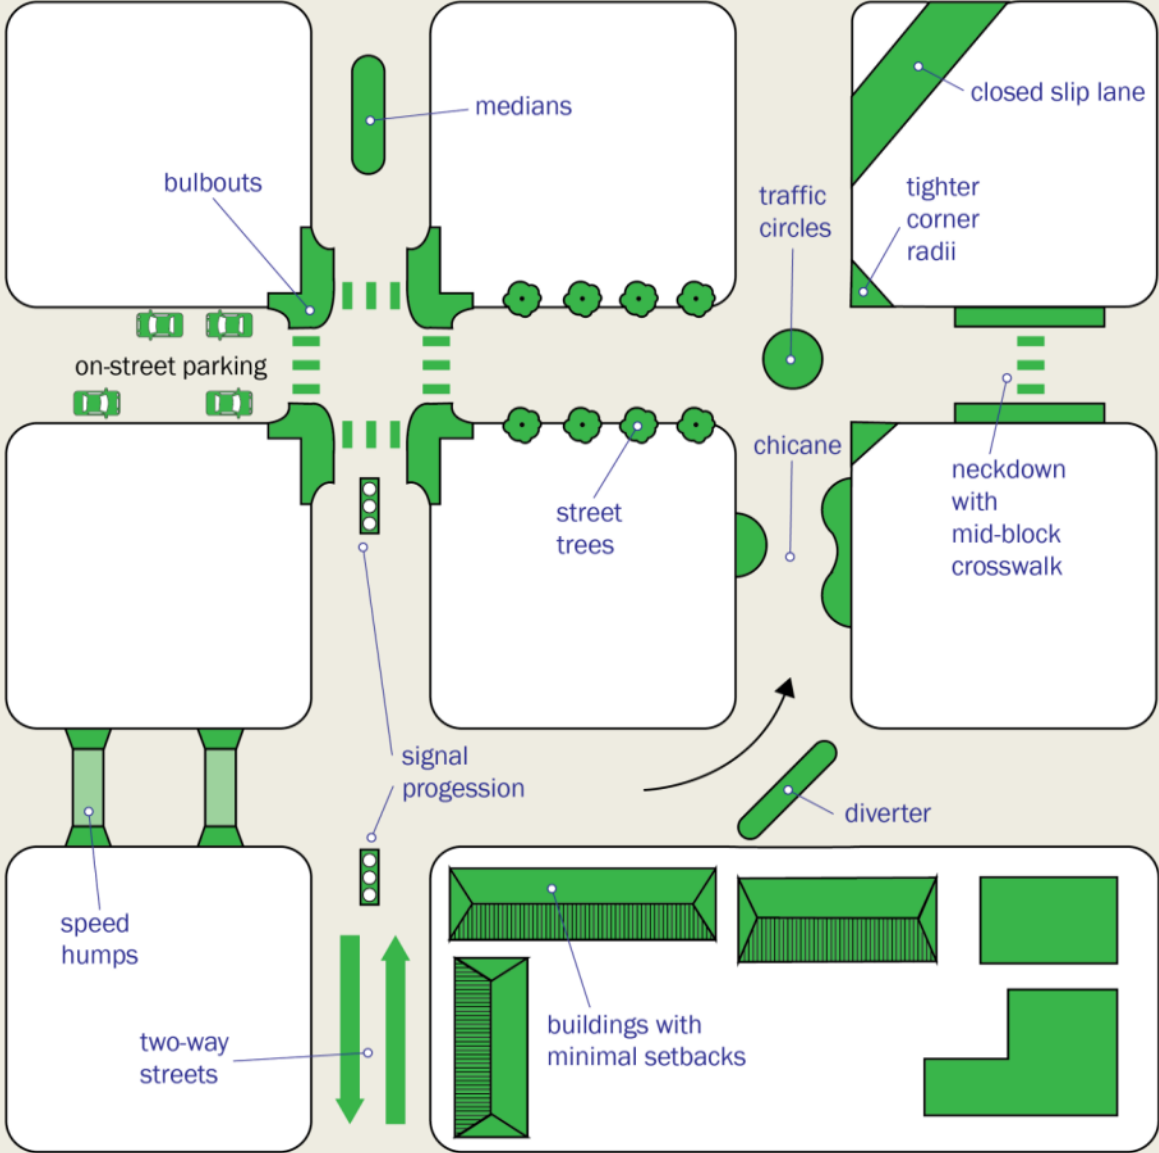 closed slip lane
medians
bulbouts
tighter
corner
radii
traffic
circles
on-street parking
chicane
neckdown
with
mid-block
crosswalk
street
trees
signal
progession
diverter
speed
humps
buildings with
minimal setbacks
two-way
streets